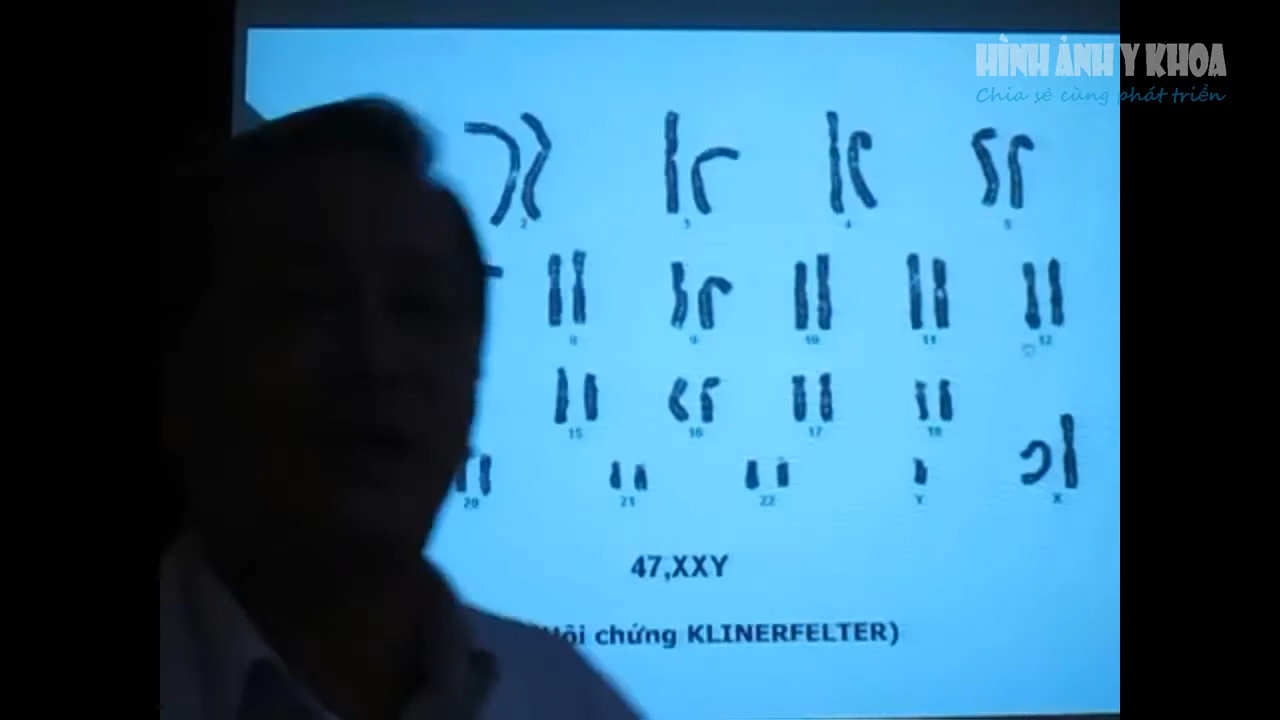 HÌNH ẢNH Y KHOA
Chia sẻ cùng phát triển
2 3 4 5
8 9 10 11 12
15 16 17 18
20 21 22 Y X
47,XXY
chứng KLINERFELTER)